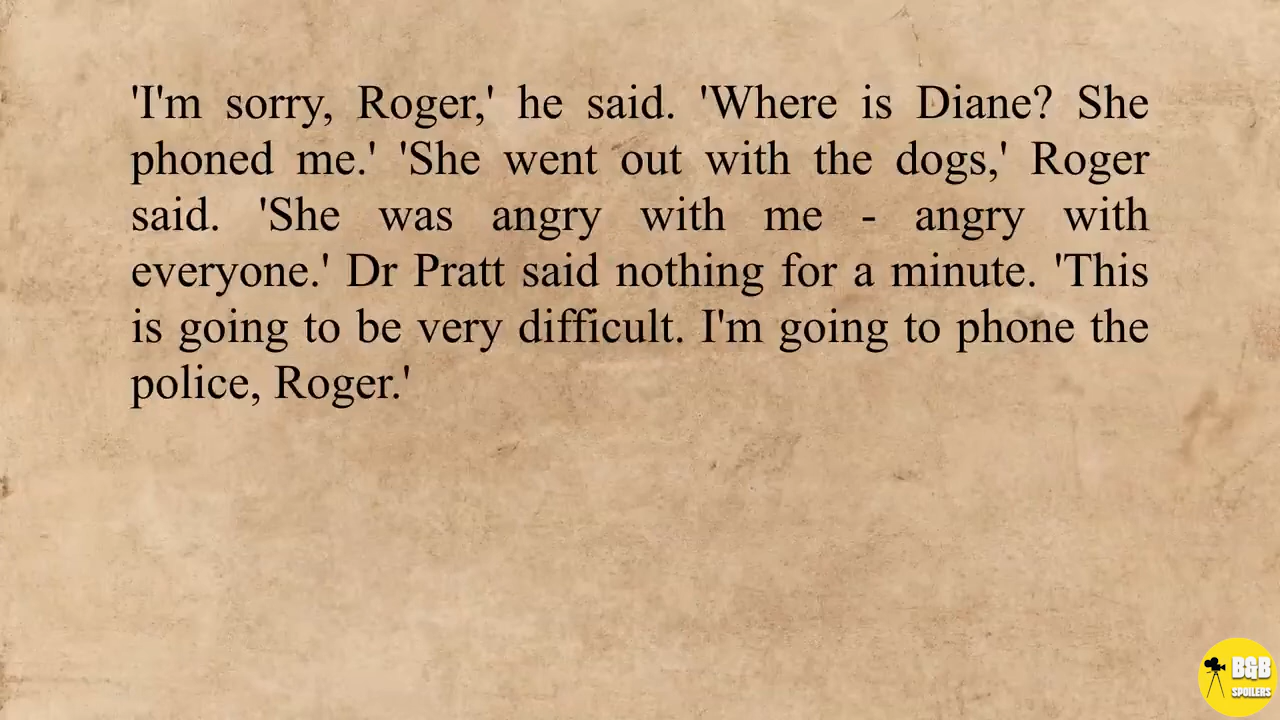 'I'm sorry, Roger,' he said. 'Where is Diane? She
phoned me.' 'She went out with the dogs,' Roger
said. 'She was angry with me - angry with
everyone.' Dr Pratt said nothing for a minute. 'This
is going to be very difficult. I'm going to phone the
police, Roger.'
B&B
SPOILERS